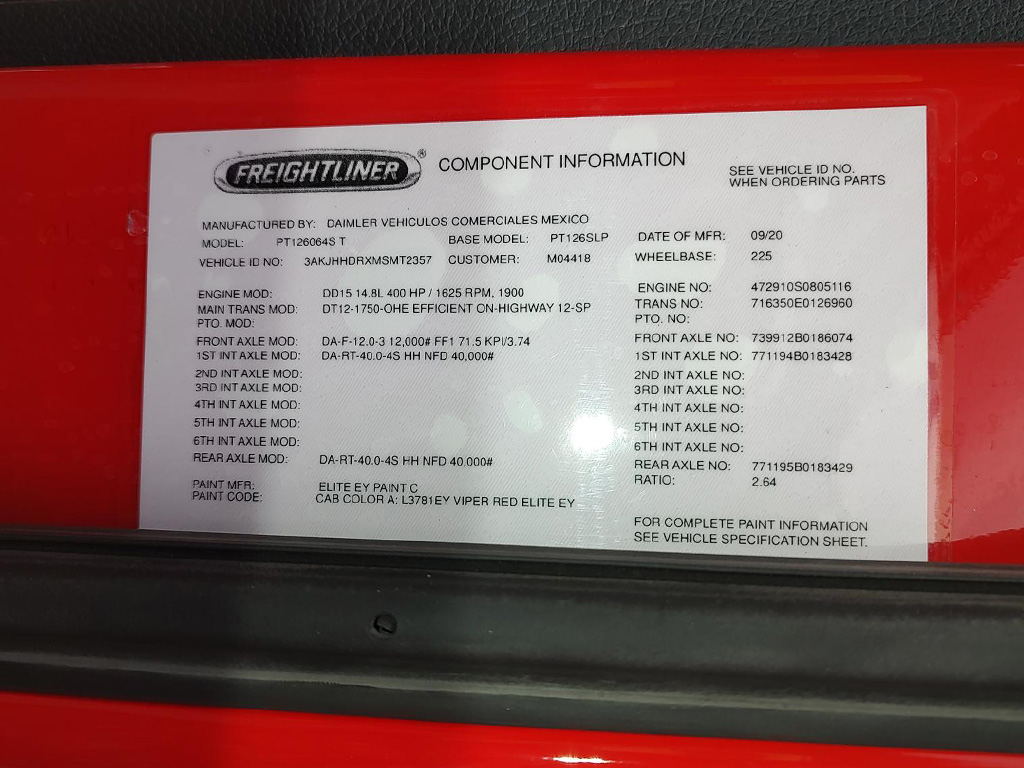 FREIGHTLINER® COMPONENT INFORMATION
SEE VEHICLE ID NO.
WHEN ORDERING PARTS
MANUFACTURED BY: DAIMLER VEHICULOS COMERCIALES MEXICO
MODEL: PT126064S T BASE MODEL: PT126SLP DATE OF MFR: 09/20
VEHICLE ID NO: 3AKJHHDRXMSMT2357 CUSTOMER: M04418 WHEELBASE: 225
ENGINE MOD: DD15 14.8L 400 HP / 1625 RPM, 1900 ENGINE NO: 472910S0805116
MAIN TRANS MOD: DT12-1750-OHE EFFICIENT ON-HIGHWAY 12-SP TRANS NO: 716350E0126960
PTO. MOD: PTO. NO:
FRONT AXLE MOD: DA-F-12.0-3 12,000# FF1 71.5 KPI/3.74 FRONT AXLE NO: 739912B0186074
1ST INT AXLE MOD: DA-RT-40.0-4S HH NFD 40,000# 1ST INT AXLE NO: 771194B0183428
2ND INT AXLE MOD: 2ND INT AXLE NO:
3RD INT AXLE MOD: 3RD INT AXLE NO:
4TH INT AXLE MOD: 4TH INT AXLE NO:
5TH INT AXLE MOD: 5TH INT AXLE NO:
6TH INT AXLE MOD: 6TH INT AXLE NO:
REAR AXLE MOD: DA-RT-40.0-4S HH NFD 40,000# REAR AXLE NO: 771195B0183429
RATIO: 2.64
PAINT MFR: ELITE EY PAINT C
PAINT CODE: CAB COLOR A: L3781EY VIPER RED ELITE EY
FOR COMPLETE PAINT INFORMATION
SEE VEHICLE SPECIFICATION SHEET.